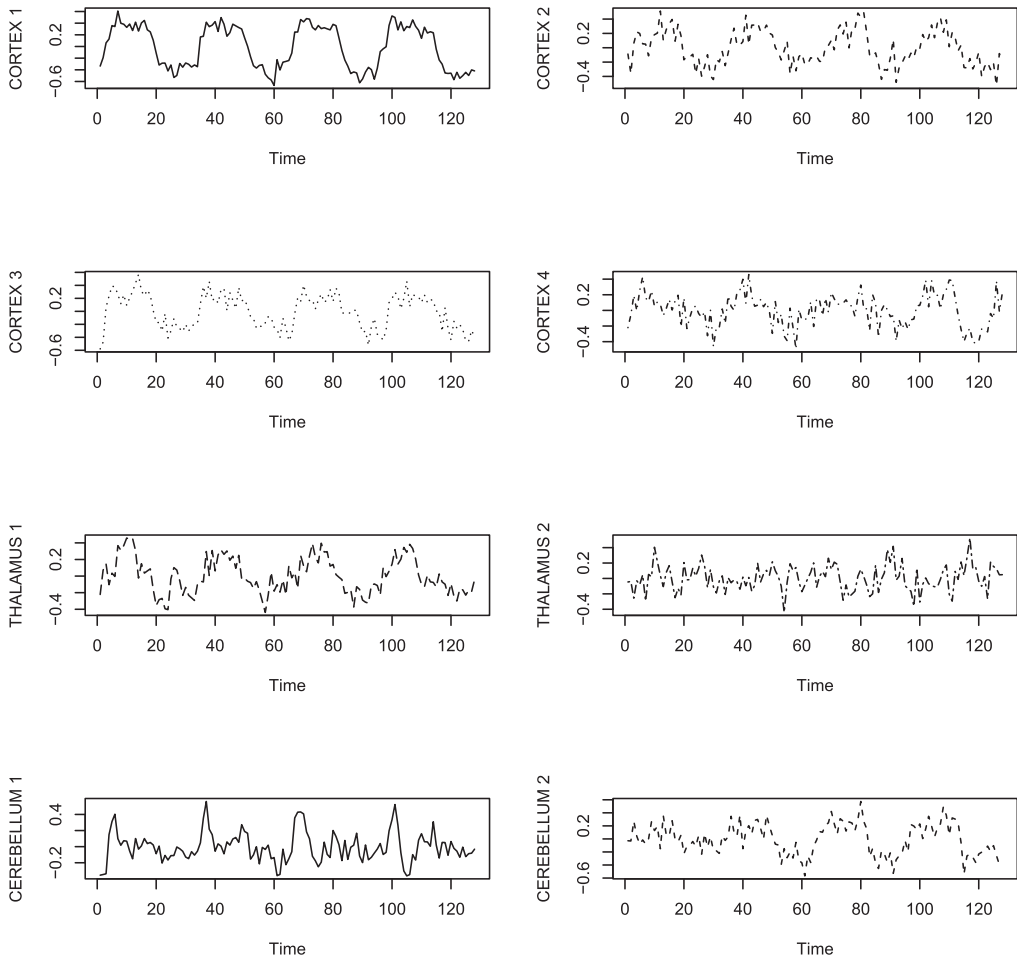 CORTEX 1
0.2
−0.6
0 20 40 60 80 100 120
Time
CORTEX 2
0.2
−0.4
0 20 40 60 80 100 120
Time
CORTEX 3
0.2
−0.6
0 20 40 60 80 100 120
Time
CORTEX 4
0.2
−0.4
0 20 40 60 80 100 120
Time
THALAMUS 1
0.2
−0.4
0 20 40 60 80 100 120
Time
THALAMUS 2
0.2
−0.4
0 20 40 60 80 100 120
Time
CEREBELLUM 1
0.4
−0.2
0 20 40 60 80 100 120
Time
CEREBELLUM 2
0.2
−0.6
0 20 40 60 80 100 120
Time